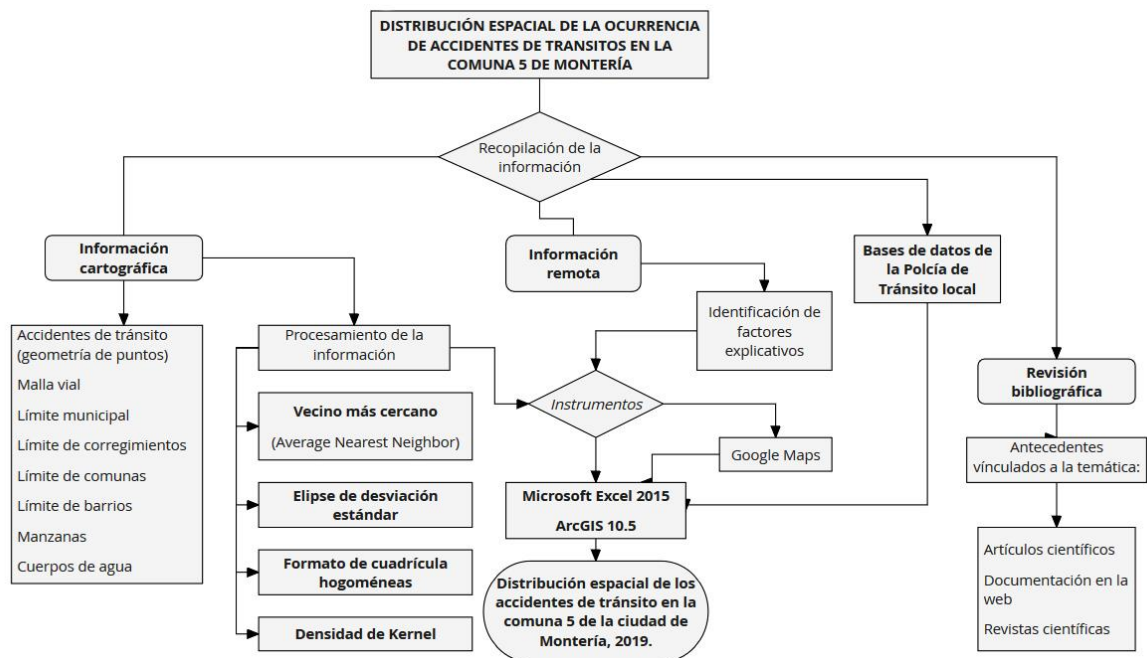 DISTRIBUCIÓN ESPACIAL DE LA OCURRENCIA
DE ACCIDENTES DE TRANSITOS EN LA
COMUNA 5 DE MONTERÍA
Recopilación de la
información
Información
cartográfica
Información
remota
Bases de datos de
la Polcía de
Tránsito local
Accidentes de tránsito
(geometría de puntos)
Malla vial
Límite municipal
Límite de corregimientos
Límite de comunas
Límite de barrios
Manzanas
Cuerpos de agua
Procesamiento de la
información
Vecino más cercano
(Average Nearest Neighbor)
Elipse de desviación
estándar
Formato de cuadrícula
hogoméneas
Densidad de Kernel
Identificación de
factores
explicativos
Instrumentos
Google Maps
Microsoft Excel 2015
ArcGIS 10.5
Distribución espacial de los
accidentes de tránsito en la
comuna 5 de la ciudad de
Montería, 2019.
Revisión
bibliográfica
Antecedentes
vínculados a la temática:
Artículos científicos
Documentación en la
web
Revistas científicas